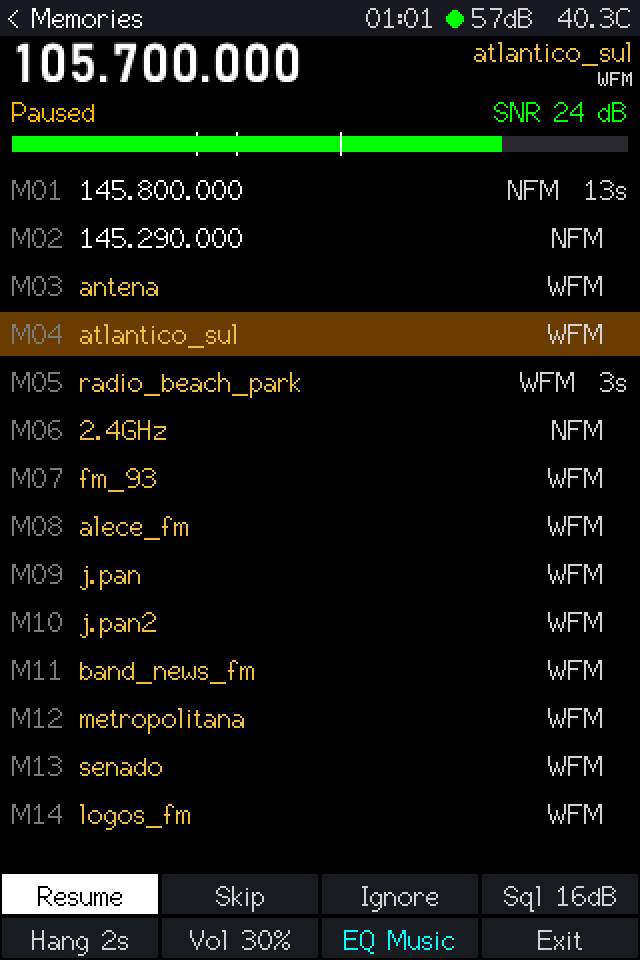 < Memories 01:01 57dB 40.3C
105.700.000 atlantico_sul
WFM
Paused SNR 24 dB
M01 145.800.000 NFM 13s
M02 145.290.000 NFM
M03 antena WFM
M04 atlantico_sul WFM
M05 radio_beach_park WFM 3s
M06 2.4GHz NFM
M07 fm_93 WFM
M08 alece_fm WFM
M09 j.pan WFM
M10 j.pan2 WFM
M11 band_news_fm WFM
M12 metropolitana WFM
M13 senado WFM
M14 logos_fm WFM
Resume Skip Ignore Sql 16dB
Hang 2s Vol 30% EQ Music Exit